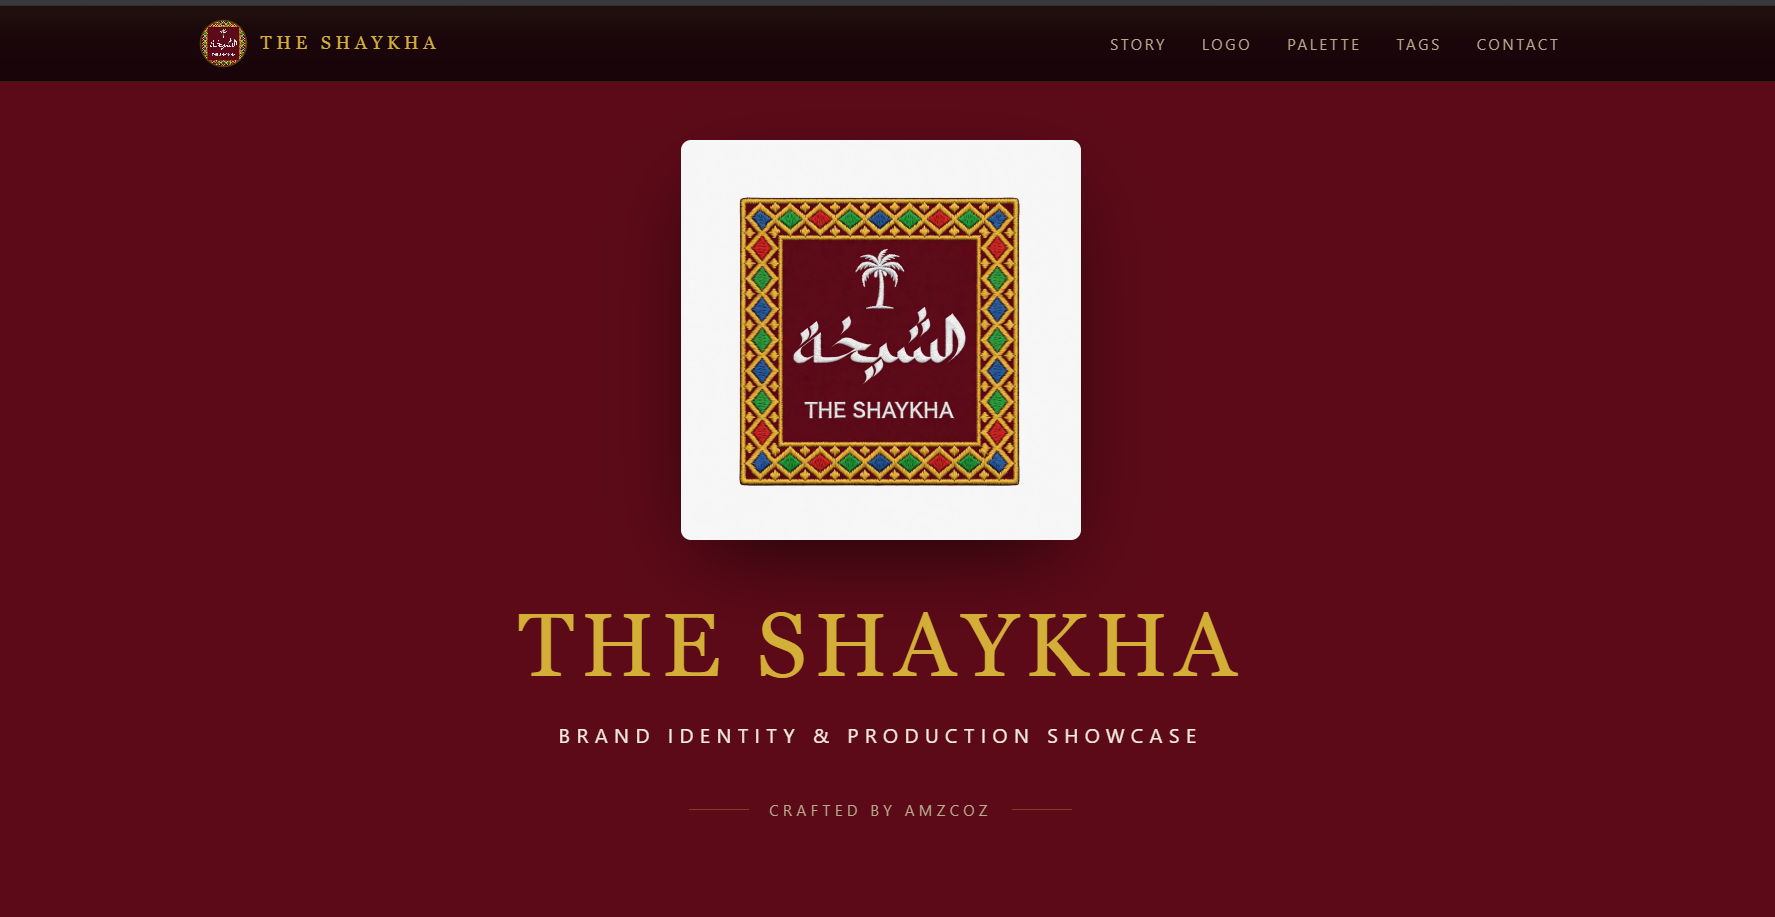 THE SHAYKHA
STORY LOGO PALETTE TAGS CONTACT
الشيخة
THE SHAYKHA
THE SHAYKHA
BRAND IDENTITY & PRODUCTION SHOWCASE
CRAFTED BY AMZCOZ